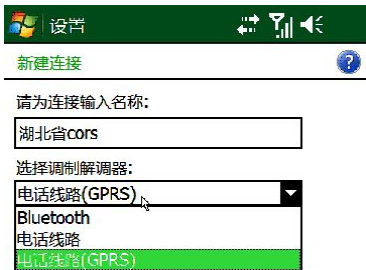 设置
新建连接
请为连接输入名称:
湖北省cors
选择调制解调器:
电话线路(GPRS)
Bluetooth
电话线路
电话线路(GPRS)